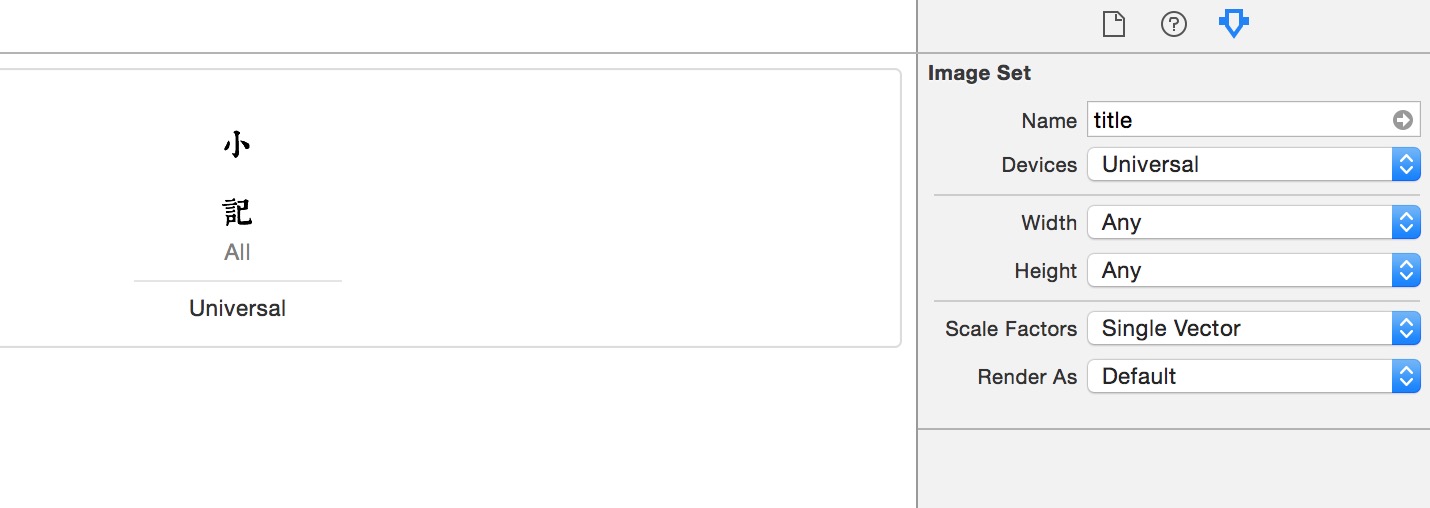 小
記
All
Universal
Image Set
Name title
Devices Universal
Width Any
Height Any
Scale Factors Single Vector
Render As Default